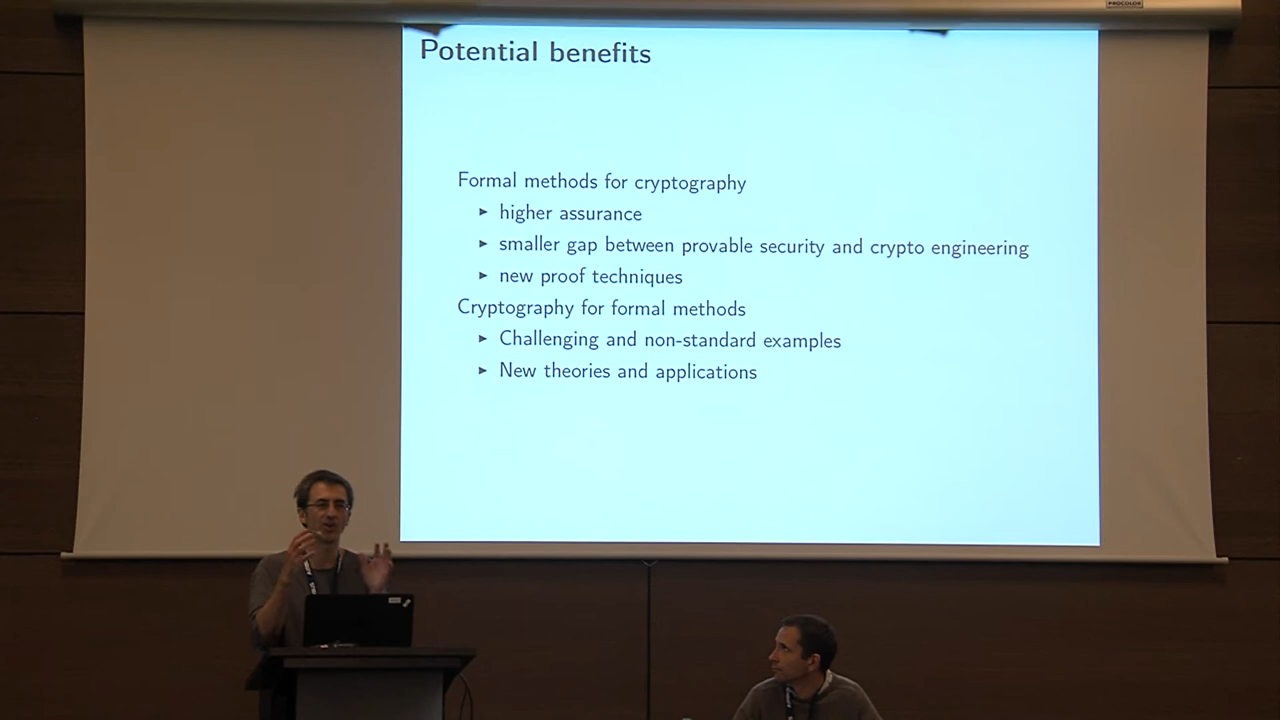 PROCOLOR
Potential benefits
Formal methods for cryptography
▶ higher assurance
▶ smaller gap between provable security and crypto engineering
▶ new proof techniques
Cryptography for formal methods
▶ Challenging and non-standard examples
▶ New theories and applications